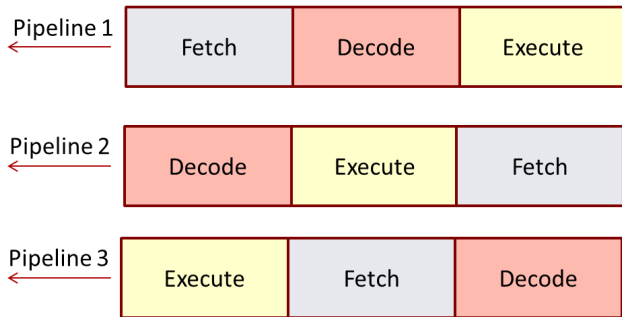 Pipeline 1
Fetch Decode Execute
Pipeline 2
Decode Execute Fetch
Pipeline 3
Execute Fetch Decode